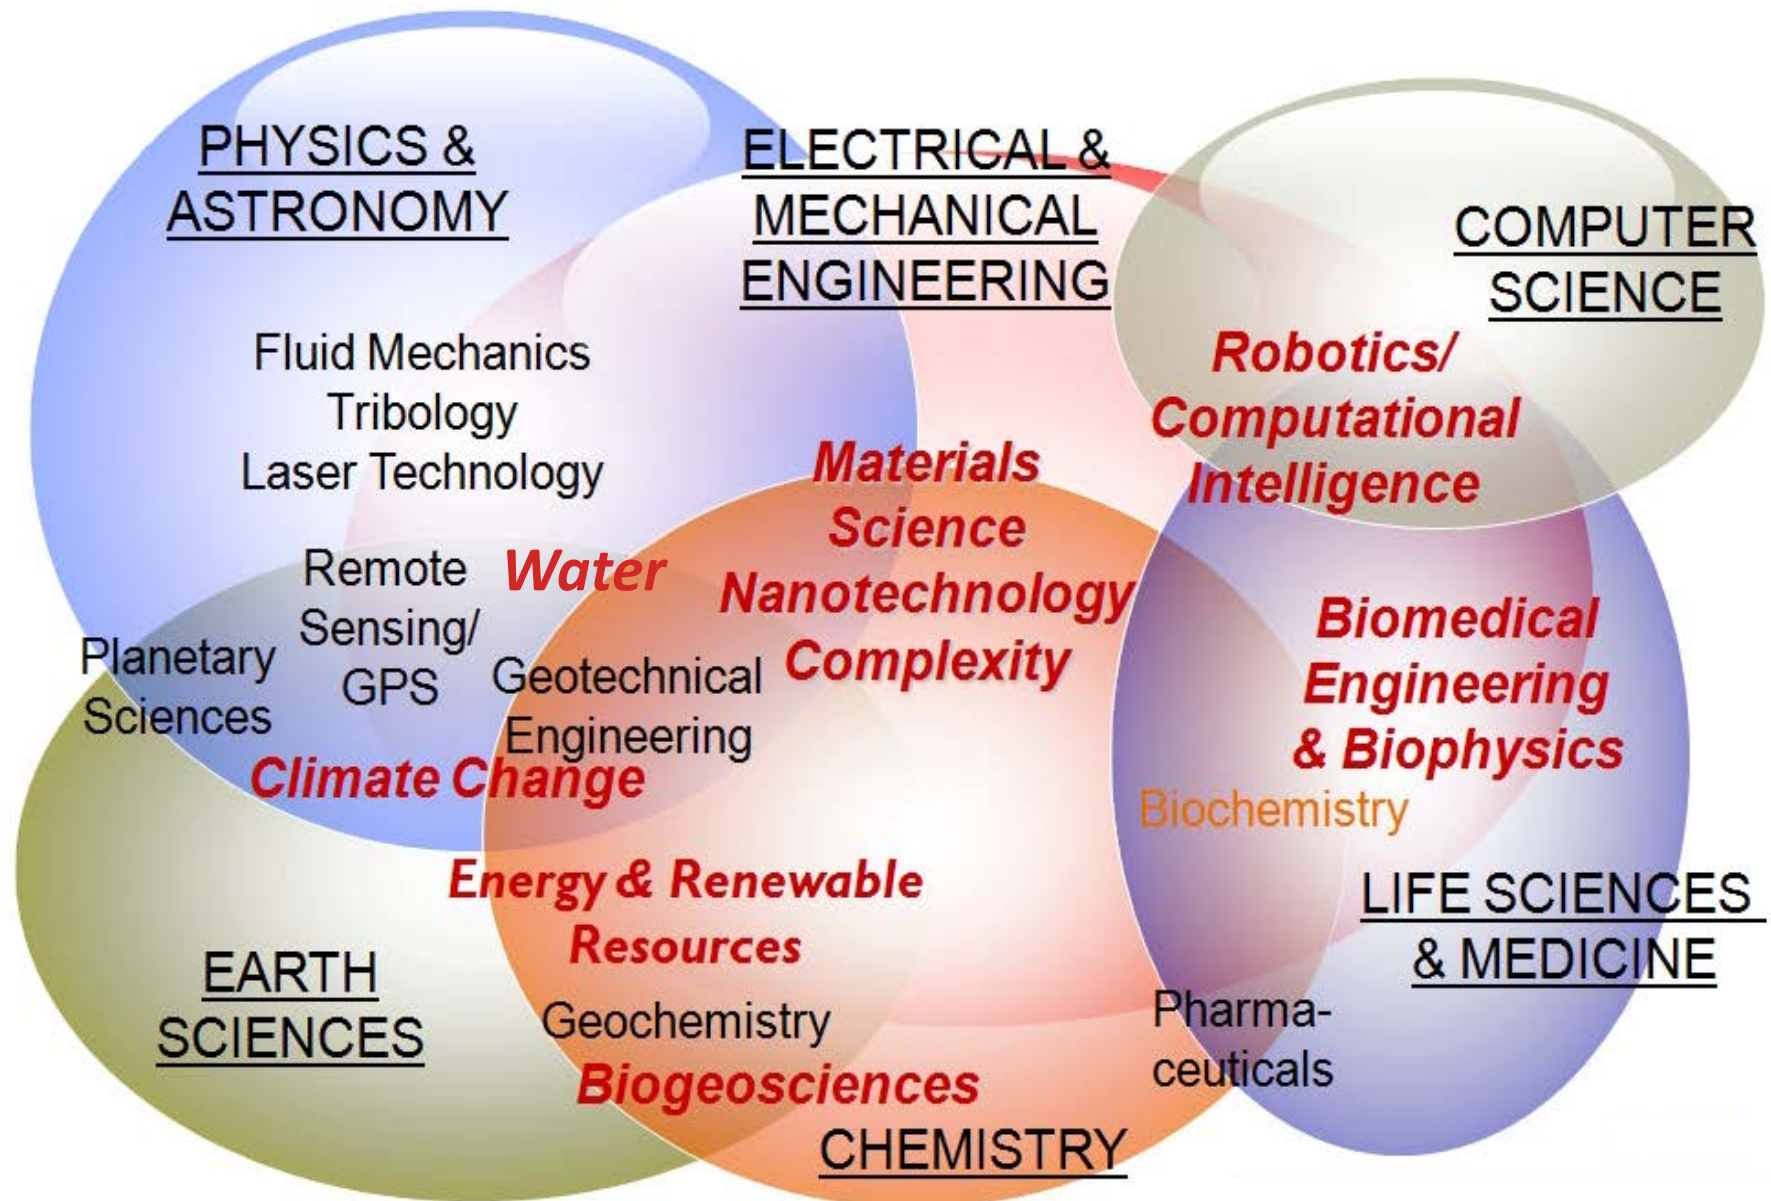 PHYSICS &
ASTRONOMY
ELECTRICAL &
MECHANICAL
ENGINEERING
COMPUTER
SCIENCE
Fluid Mechanics
Tribology
Laser Technology
Robotics/
Computational
Intelligence
Materials
Science
Nanotechnology
Complexity
Remote
Sensing/
GPS
Water
Planetary
Sciences
Geotechnical
Engineering
Climate Change
Biomedical
Engineering
& Biophysics
Biochemistry
Energy & Renewable
Resources
LIFE SCIENCES
& MEDICINE
EARTH
SCIENCES
Geochemistry
Biogeosciences
Pharma-
ceuticals
CHEMISTRY